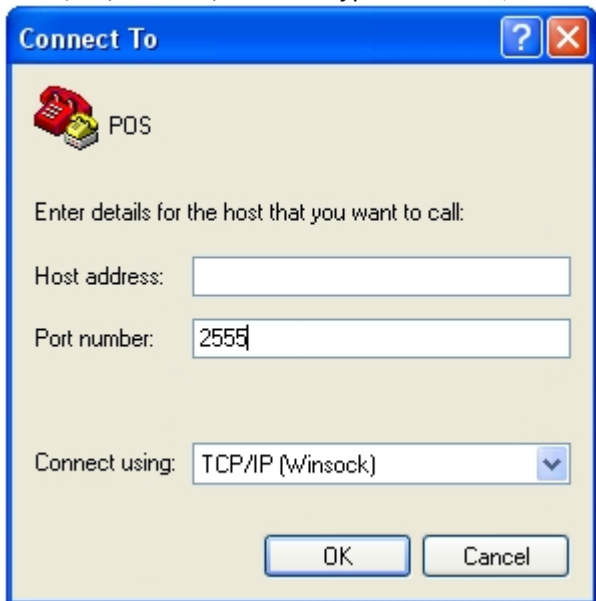 Connect To
POS
Enter details for the host that you want to call:
Host address:
Port number: 2555
Connect using: TCP/IP (Winsock)
OK Cancel